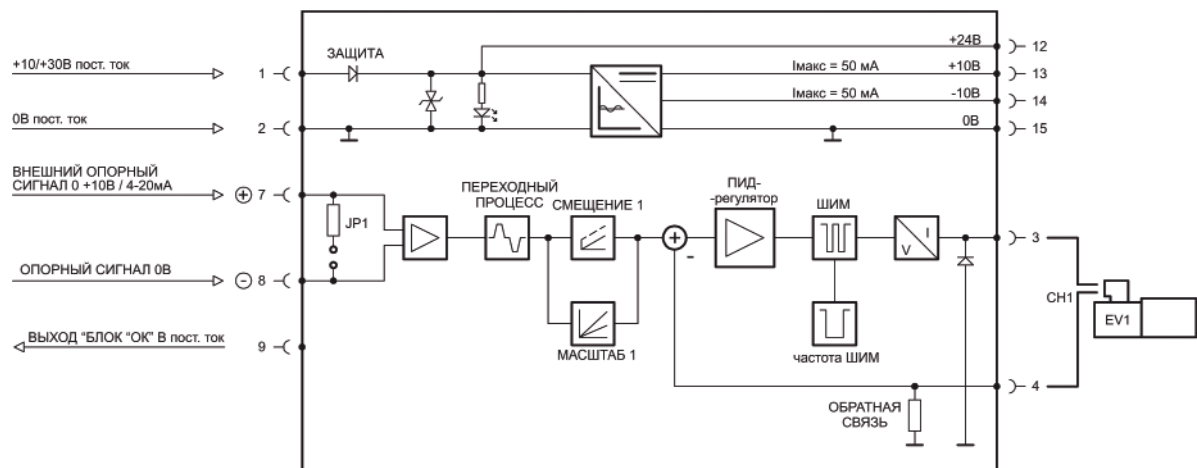 ЗАЩИТА
+24В
12
+10/+30В пост. ток
1
Iмакс = 50 мА
+10В
13
Iмакс = 50 мА
-10В
14
0В пост. ток
2
0В
15
ВНЕШНИЙ ОПОРНЫЙ
СИГНАЛ 0 +10В / 4-20мА
+
7
JP1
ПЕРЕХОДНЫЙ
ПРОЦЕСС
СМЕЩЕНИЕ 1
ПИД-
-регулятор
ШИМ
I
V
3
+
-
ОПОРНЫЙ СИГНАЛ 0В
-
8
CH1
EV1
ВЫХОД "БЛОК "ОК" В пост. ток
9
МАСШТАБ 1
частота ШИМ
4
ОБРАТНАЯ
СВЯЗЬ